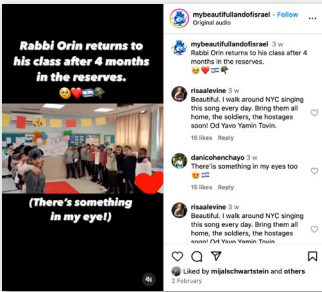 Rabbi Orin returns to
his class after 4 months
in the reserves.
(There's something
in my eye!)
mybeautifullandofisrael • Follow
Original audio
mybeautifullandofisrael 3 w
Rabbi Orin returns to his class after 4
months in the reserves.
risaalevine 3 w
Beautiful. I walk around NYC singing
this song every day. Bring them all
home, the soldiers, the hostages
soon! Od Yavo Yamin Tovin.
15 likes Reply
danicohenchayo 3 w
There is something in my eyes too
15 likes Reply
risaalevine 3 w
Beautiful. I walk around NYC singing
this song every day. Bring them all
home, the soldiers, the hostages
soon! Od Yavo Yamin Tovin.
Liked by mijalschwartstein and others
2 February